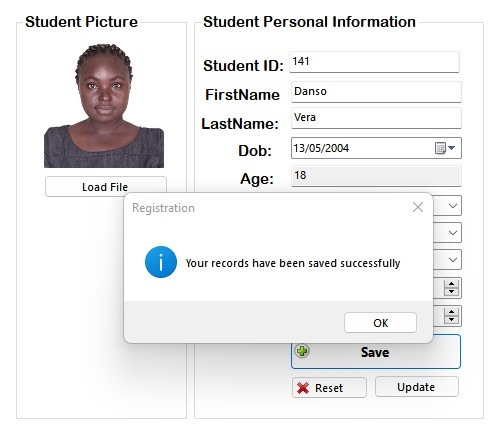 Student Picture
Load File
Student Personal Information
Student ID: 141
FirstName Danso
LastName: Vera
Dob: 13/05/2004
Age: 18
Registration
Your records have been saved successfully
OK
Save
Reset Update